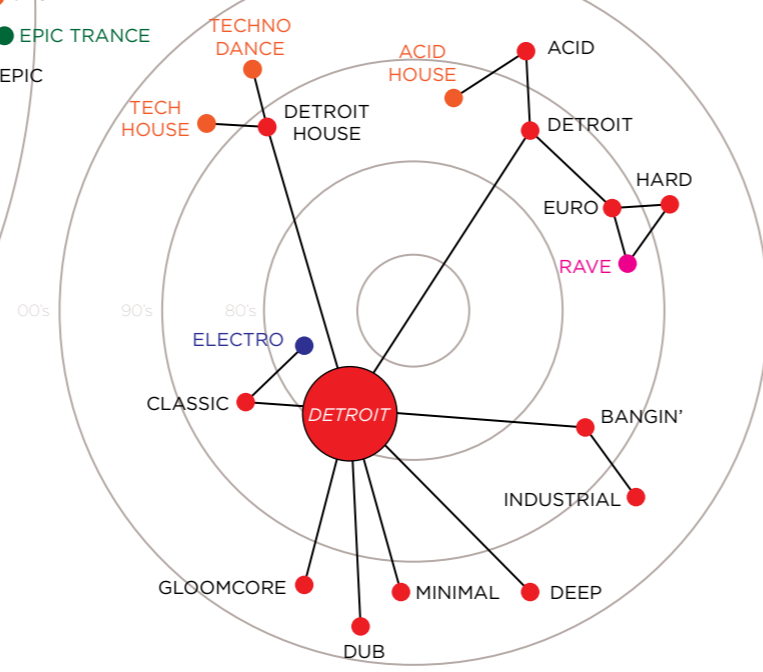 EPIC TRANCE
EPIC
TECHNO
DANCE
ACID
HOUSE
ACID
TECH
HOUSE
DETROIT
HOUSE
DETROIT
HARD
EURO
RAVE
00's
90's
80's
ELECTRO
CLASSIC
DETROIT
BANGIN'
INDUSTRIAL
GLOOMCORE
MINIMAL
DEEP
DUB